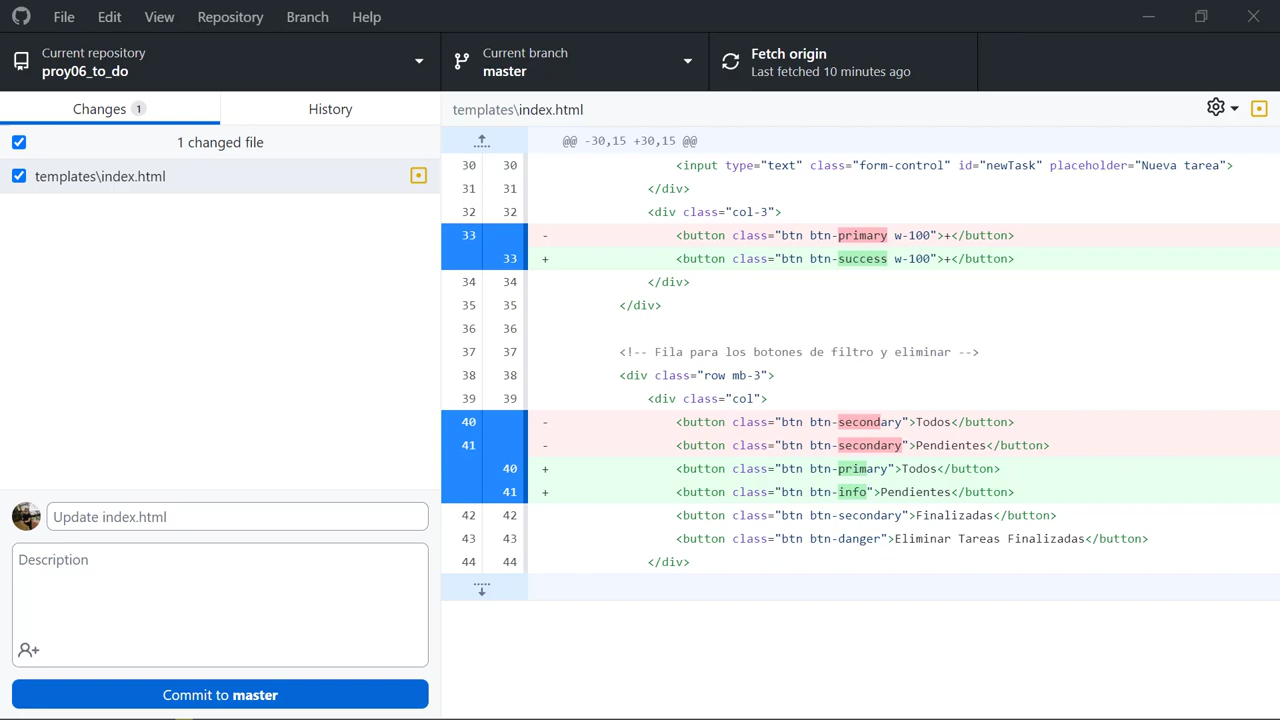 File Edit View Repository Branch Help
Current repository
proy06_to_do
Current branch
master
Fetch origin
Last fetched 10 minutes ago
Changes 1
History
templates\index.html
1 changed file
templates\index.html
@@ -30,15 +30,15 @@
30 30 <input type="text" class="form-control" id="newTask" placeholder="Nueva tarea">
31 31 </div>
32 32 <div class="col-3">
33 - <button class="btn btn-primary w-100">+</button>
33 + <button class="btn btn-success w-100">+</button>
34 34 </div>
35 35 </div>
36 36
37 37 <!-- Fila para los botones de filtro y eliminar -->
38 38 <div class="row mb-3">
39 39 <div class="col">
40 - <button class="btn btn-secondary">Todos</button>
41 - <button class="btn btn-secondary">Pendientes</button>
40 + <button class="btn btn-primary">Todos</button>
41 + <button class="btn btn-info">Pendientes</button>
42 42 <button class="btn btn-secondary">Finalizadas</button>
43 43 <button class="btn btn-danger">Eliminar Tareas Finalizadas</button>
44 44 </div>
Update index.html
Description
Commit to master